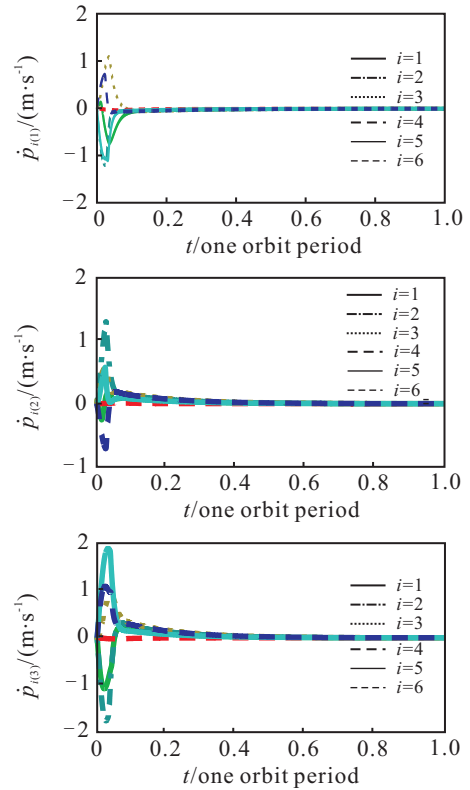 2
1
0
−1
−2
ṗi(1)/(m·s⁻¹)
i=1
i=2
i=3
i=4
i=5
i=6
0 0.2 0.4 0.6 0.8 1.0
t/one orbit period
2
1
0
−1
ṗi(2)/(m·s⁻¹)
i=1
i=2
i=3
i=4
i=5
i=6
0 0.2 0.4 0.6 0.8 1.0
t/one orbit period
2
1
0
−1
−2
ṗi(3)/(m·s⁻¹)
i=1
i=2
i=3
i=4
i=5
i=6
0 0.2 0.4 0.6 0.8 1.0
t/one orbit period